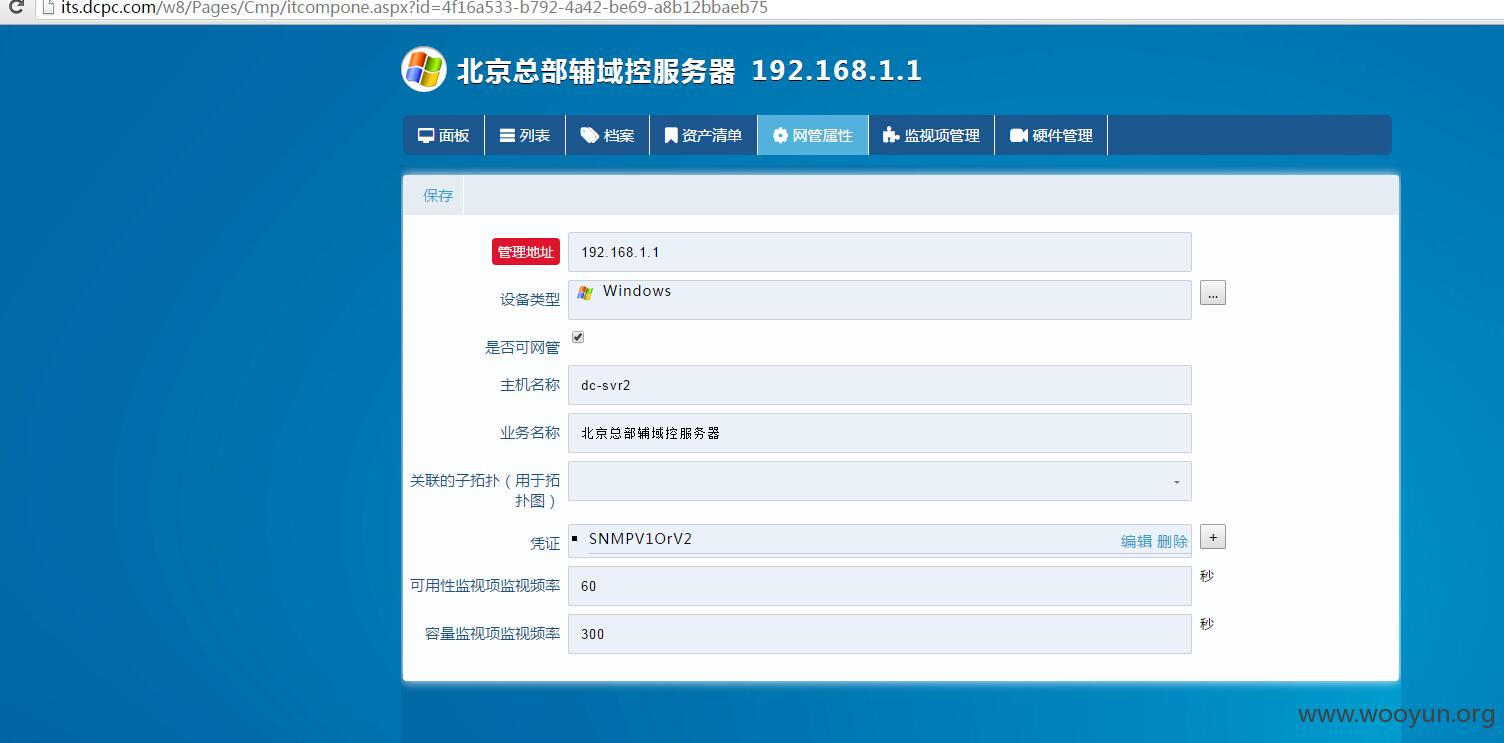 its.dcpc.com/w8/Pages/Cmp/itcompone.aspx?id=4f16a533-b792-4a42-be69-a8b12bbaeb75
北京总部辅域控服务器 192.168.1.1
面板 列表 档案 资产清单 网管属性 监视项管理 硬件管理
保存
管理地址 192.168.1.1
设备类型 Windows ...
是否可网管
主机名称 dc-svr2
业务名称 北京总部辅域控服务器
关联的子拓扑（用于拓
扑图）
凭证 SNMPV1OrV2 编辑 删除 +
可用性监视项监视频率 60 秒
容量监视项监视频率 300 秒
www.wooyun.org